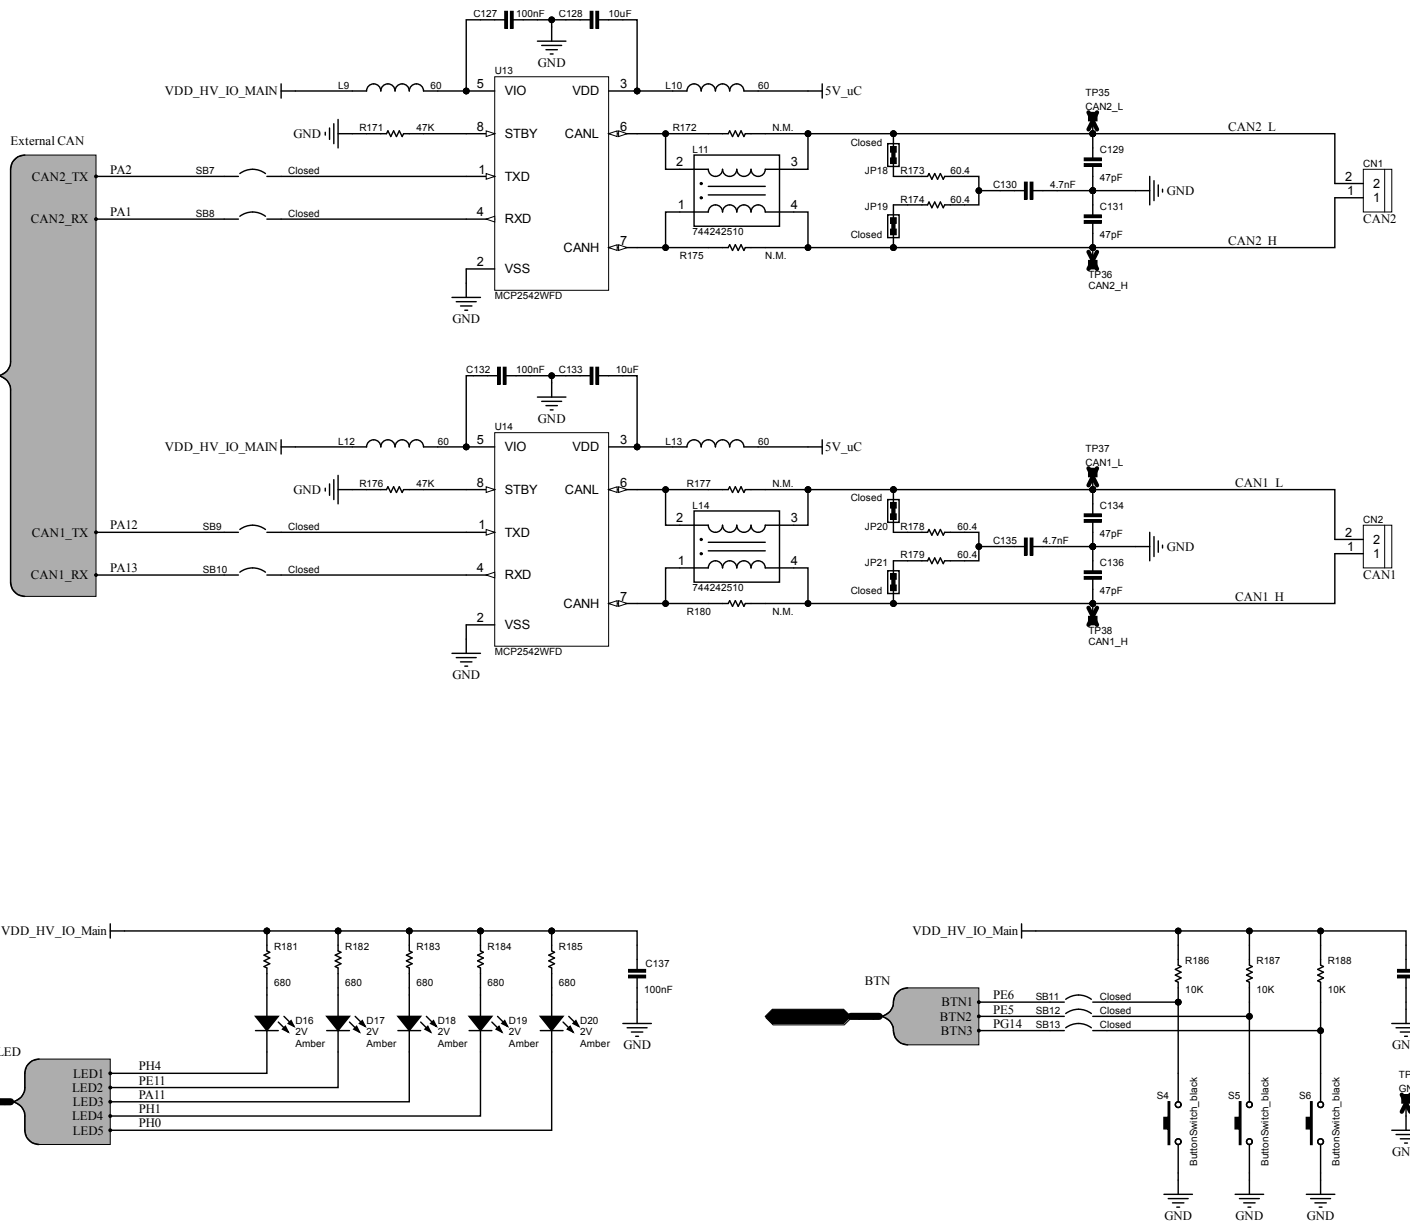 C127 100nF C128 10uF
GND
U13
VDD_HV_IO_MAIN L9 60 5 VIO VDD 3 L10 60 5V_uC
TP35
CAN2_L
GND R171 47K 8 STBY CANL 6 R172 N.M. CAN2_L
External CAN
Closed
C129
47pF
L11
2 3
JP18 R173 60.4
CAN2_TX PA2 SB7 Closed 1 TXD
C130 4.7nF GND
CN1
2 2
1 1
CAN2
CAN2_RX PA1 SB8 Closed 4 RXD
1 4
744242510
JP19 R174 60.4
Closed
C131
47pF
CANH 7 R175 N.M. CAN2_H
2 VSS
TP36
CAN2_H
MCP2542WFD
GND
C132 100nF C133 10uF
GND
U14
VDD_HV_IO_MAIN L12 60 5 VIO VDD 3 L13 60 5V_uC
TP37
CAN1_L
GND R176 47K 8 STBY CANL 6 R177 N.M. CAN1_L
Closed
C134
47pF
L14
2 3
JP20 R178 60.4
CAN1_TX PA12 SB9 Closed 1 TXD
C135 4.7nF GND
CN2
2 2
1 1
CAN1
CAN1_RX PA13 SB10 Closed 4 RXD
1 4
744242510
JP21 R179 60.4
Closed
C136
47pF
CANH 7 R180 N.M. CAN1_H
2 VSS
TP38
CAN1_H
MCP2542WFD
GND
VDD_HV_IO_Main
R181 R182 R183 R184 R185
680 680 680 680 680
C137
100nF
GND
D16 D17 D18 D19 D20
2V 2V 2V 2V 2V
Amber Amber Amber Amber Amber
LED
LED1 PH4
LED2 PE11
LED3 PA11
LED4 PH1
LED5 PH0
VDD_HV_IO_Main
R186 R187 R188
10K 10K 10K
BTN
BTN1 PE6 SB11 Closed
BTN2 PE5 SB12 Closed
BTN3 PG14 SB13 Closed
S4 S5 S6
ButtonSwitch_black ButtonSwitch_black ButtonSwitch_black
GND GND GND